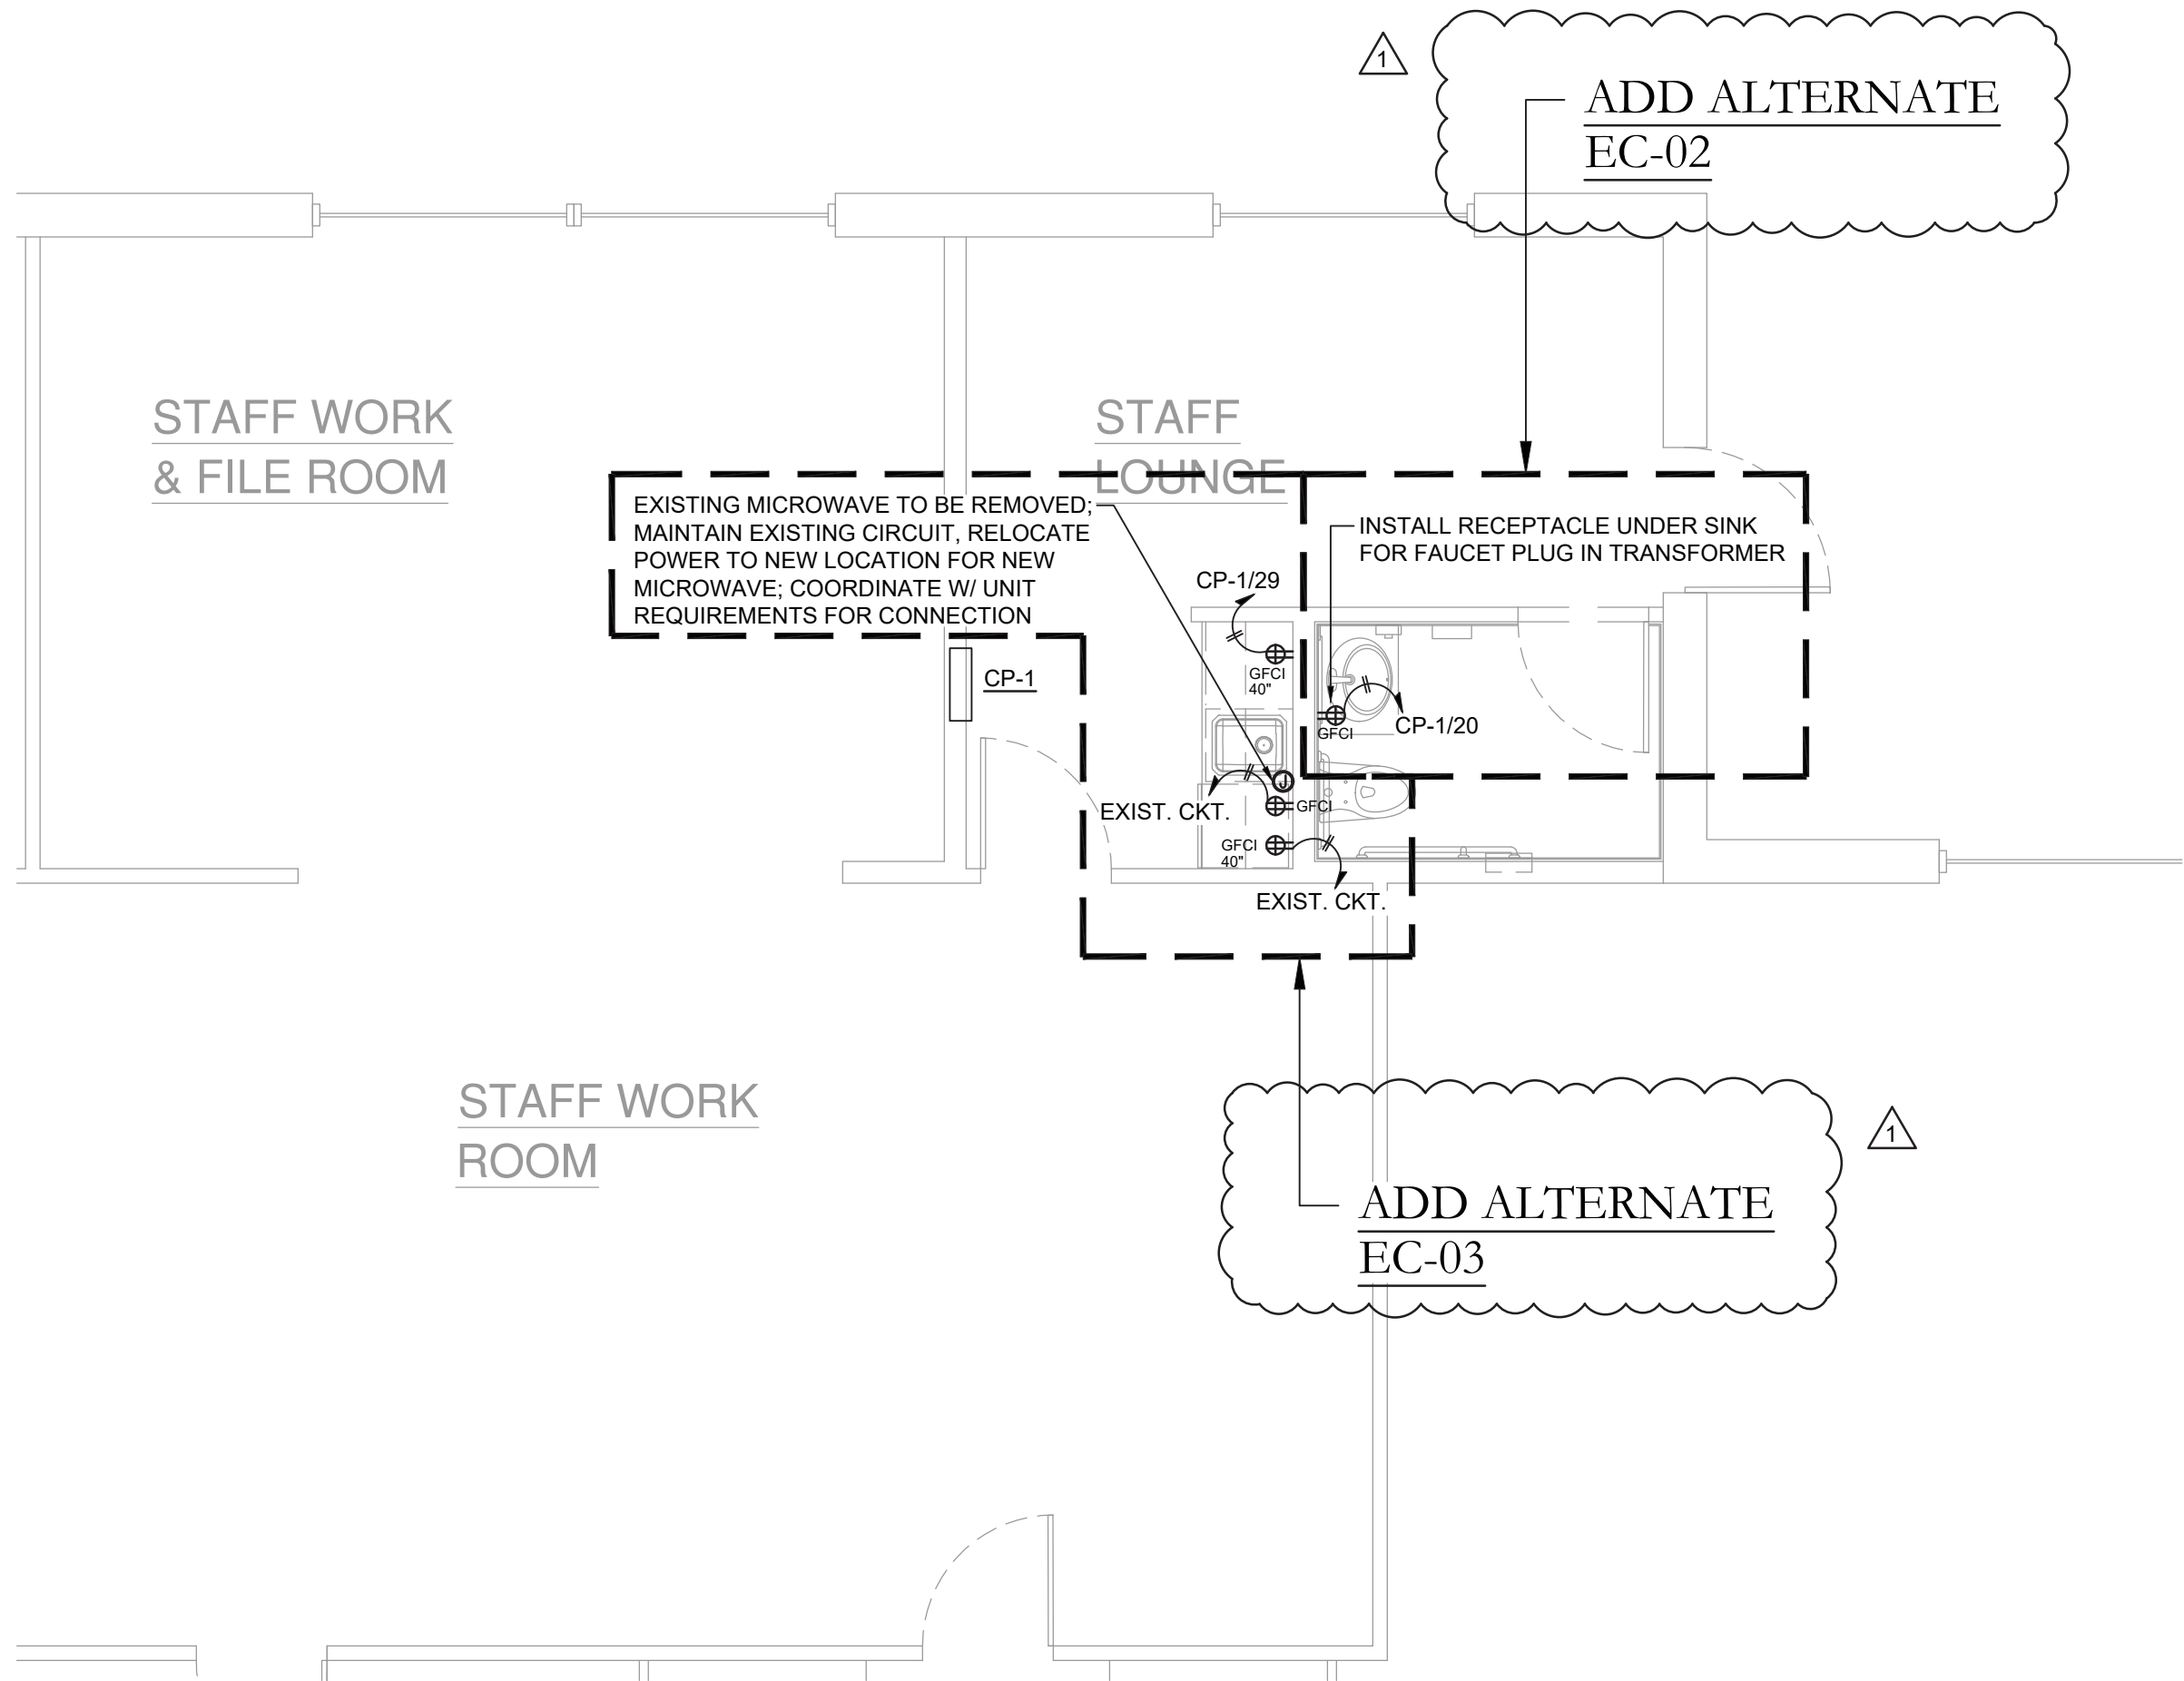 1
ADD ALTERNATE
EC-02
STAFF WORK
& FILE ROOM
STAFF
LOUNGE
EXISTING MICROWAVE TO BE REMOVED;
MAINTAIN EXISTING CIRCUIT, RELOCATE
POWER TO NEW LOCATION FOR NEW
MICROWAVE; COORDINATE W/ UNIT
REQUIREMENTS FOR CONNECTION
INSTALL RECEPTACLE UNDER SINK
FOR FAUCET PLUG IN TRANSFORMER
CP-1/29
GFCI
40"
CP-1
GFCI
CP-1/20
J
EXIST. CKT.
GFCI
GFCI
40"
EXIST. CKT.
STAFF WORK
ROOM
1
ADD ALTERNATE
EC-03